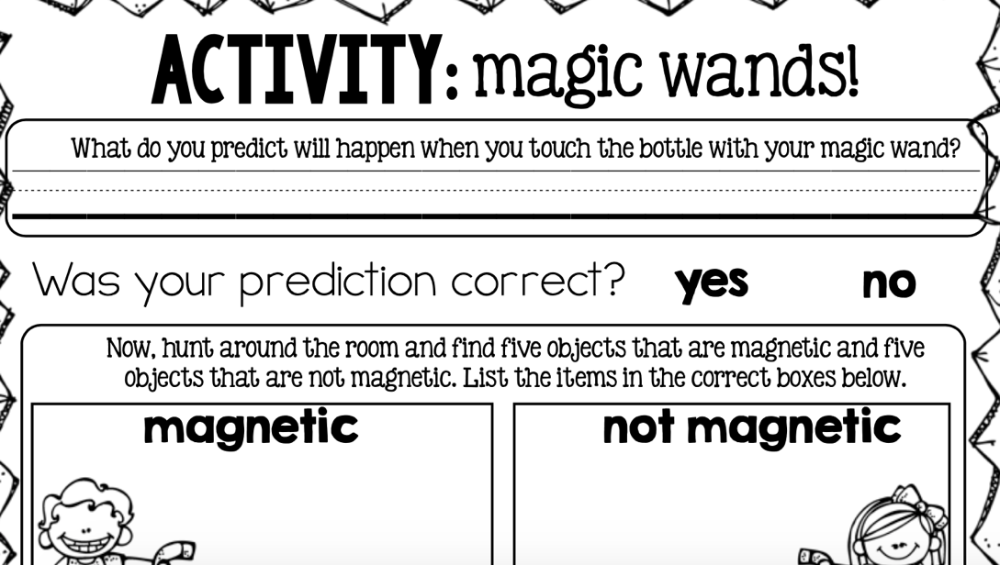 ACTIVITY: magic wands!
What do you predict will happen when you touch the bottle with your magic wand?
Was your prediction correct? yes no
Now, hunt around the room and find five objects that are magnetic and five
objects that are not magnetic. List the items in the correct boxes below.
magnetic
not magnetic